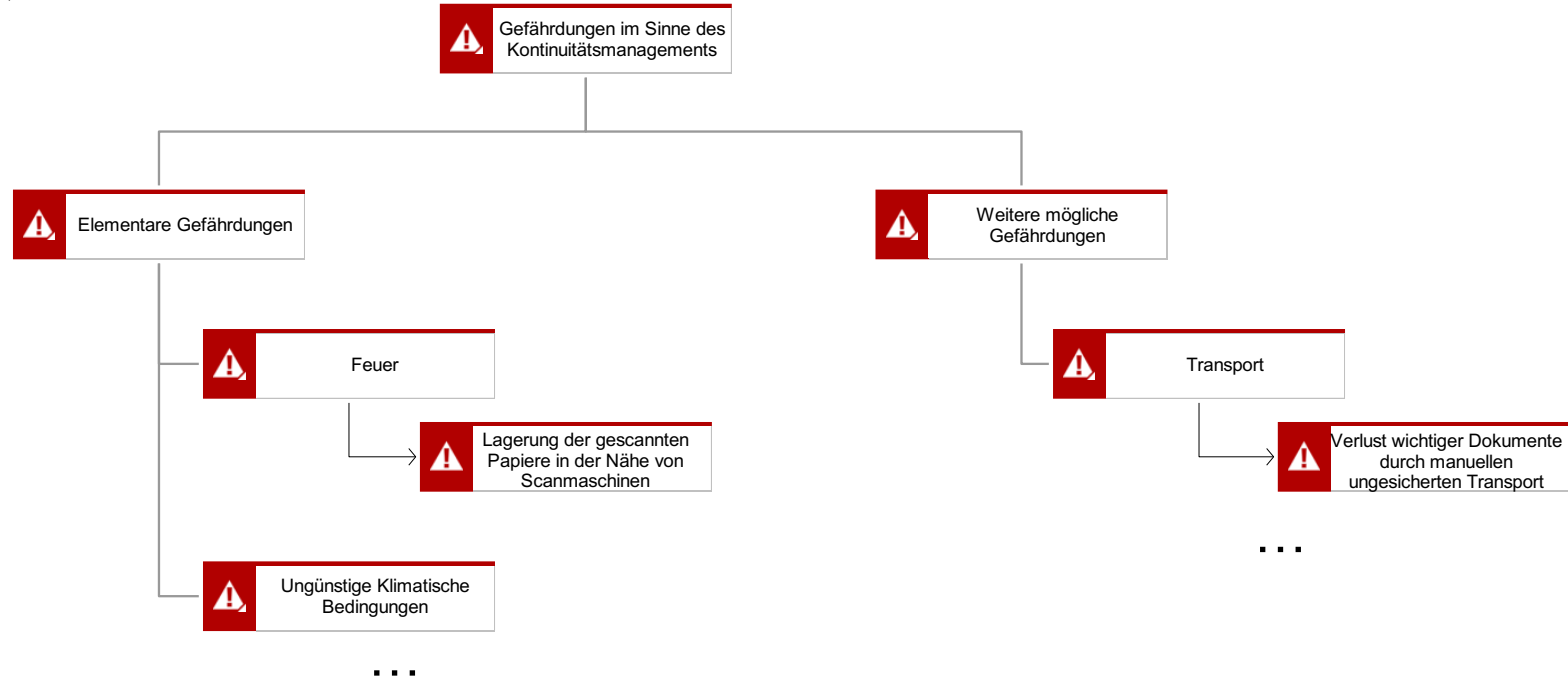 Gefährdungen im Sinne des
Kontinuitätsmanagements
Elementare Gefährdungen
Weitere mögliche
Gefährdungen
Feuer
Transport
Lagerung der gescannten
Papiere in der Nähe von
Scanmaschinen
Verlust wichtiger Dokumente
durch manuellen
ungesicherten Transport
...
Ungünstige Klimatische
Bedingungen
...